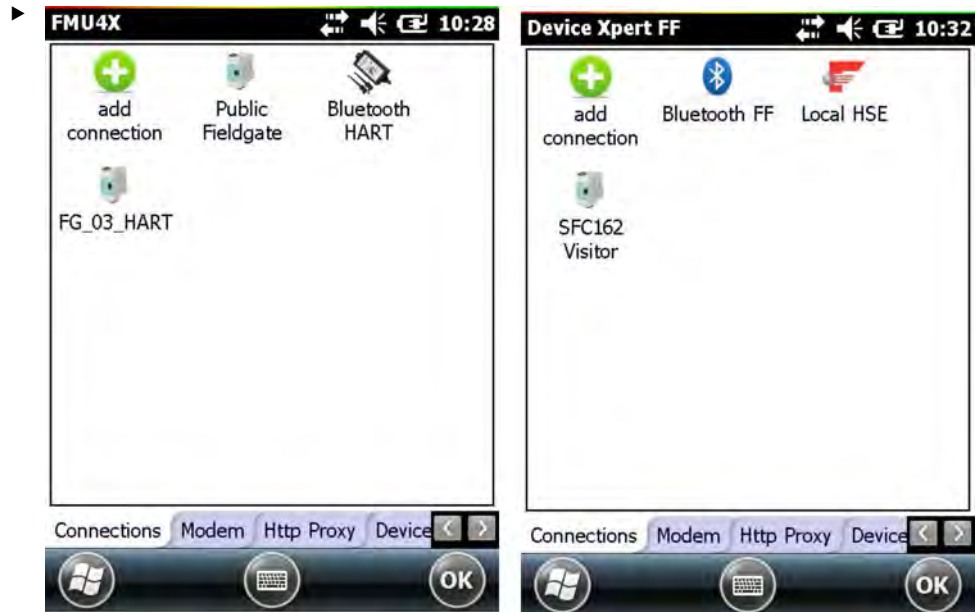 FMU4X 10:28
add connection
Public Fieldgate
Bluetooth HART
FG_03_HART
Connections Modem Http Proxy Device
OK
Device Xpert FF 10:32
add connection
Bluetooth FF
Local HSE
SFC162 Visitor
Connections Modem Http Proxy Device
OK